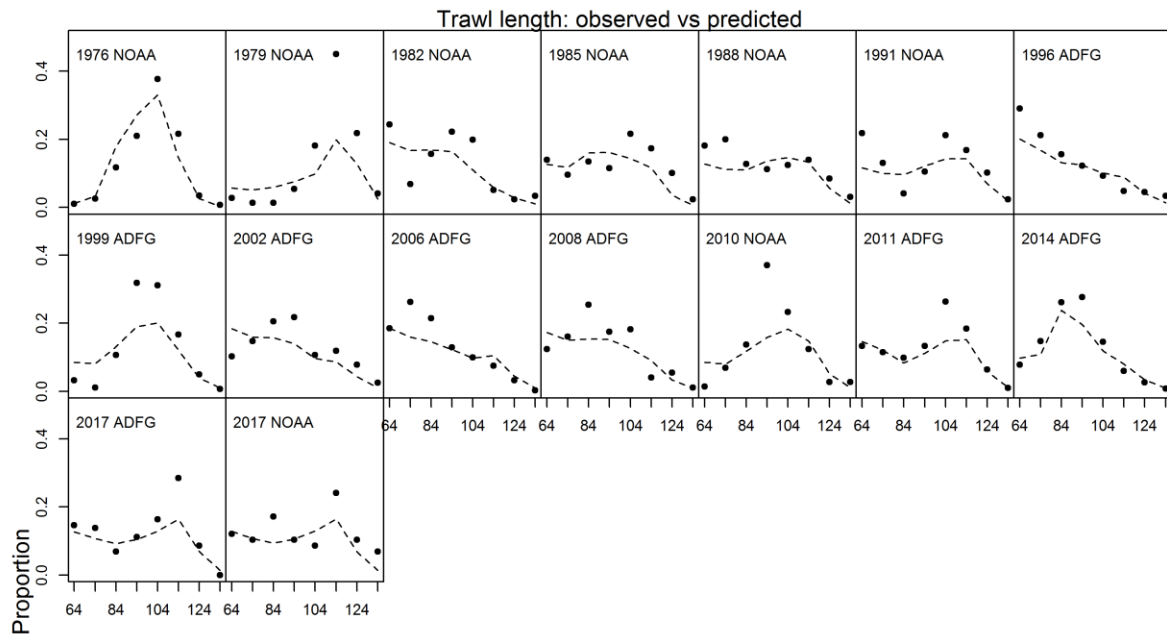 Trawl length: observed vs predicted
1976 NOAA 1979 NOAA 1982 NOAA 1985 NOAA 1988 NOAA 1991 NOAA 1996 ADFG
0.4
0.2
0.0
1999 ADFG 2002 ADFG 2006 ADFG 2008 ADFG 2010 NOAA 2011 ADFG 2014 ADFG
0.4
0.2
0.0
2017 ADFG 2017 NOAA
64 84 104 124 64 84 104 124 64 84 104 124 64 84 104 124 64 84 104 124
0.4
0.2
0.0
64 84 104 124 64 84 104 124
Proportion